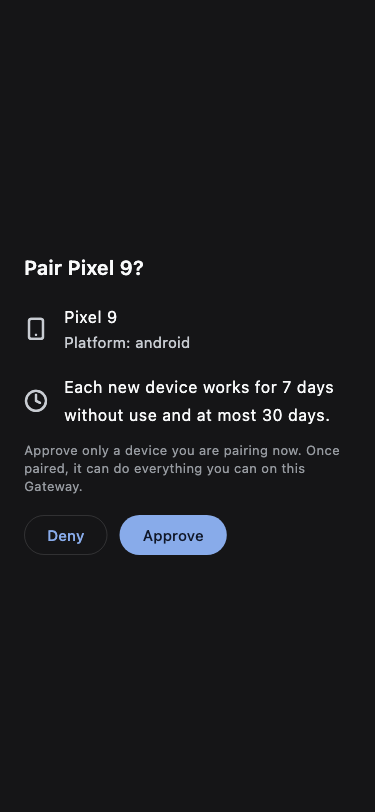 Pair Pixel 9?
Pixel 9
Platform: android
Each new device works for 7 days
without use and at most 30 days.
Approve only a device you are pairing now. Once
paired, it can do everything you can on this
Gateway.
Deny
Approve